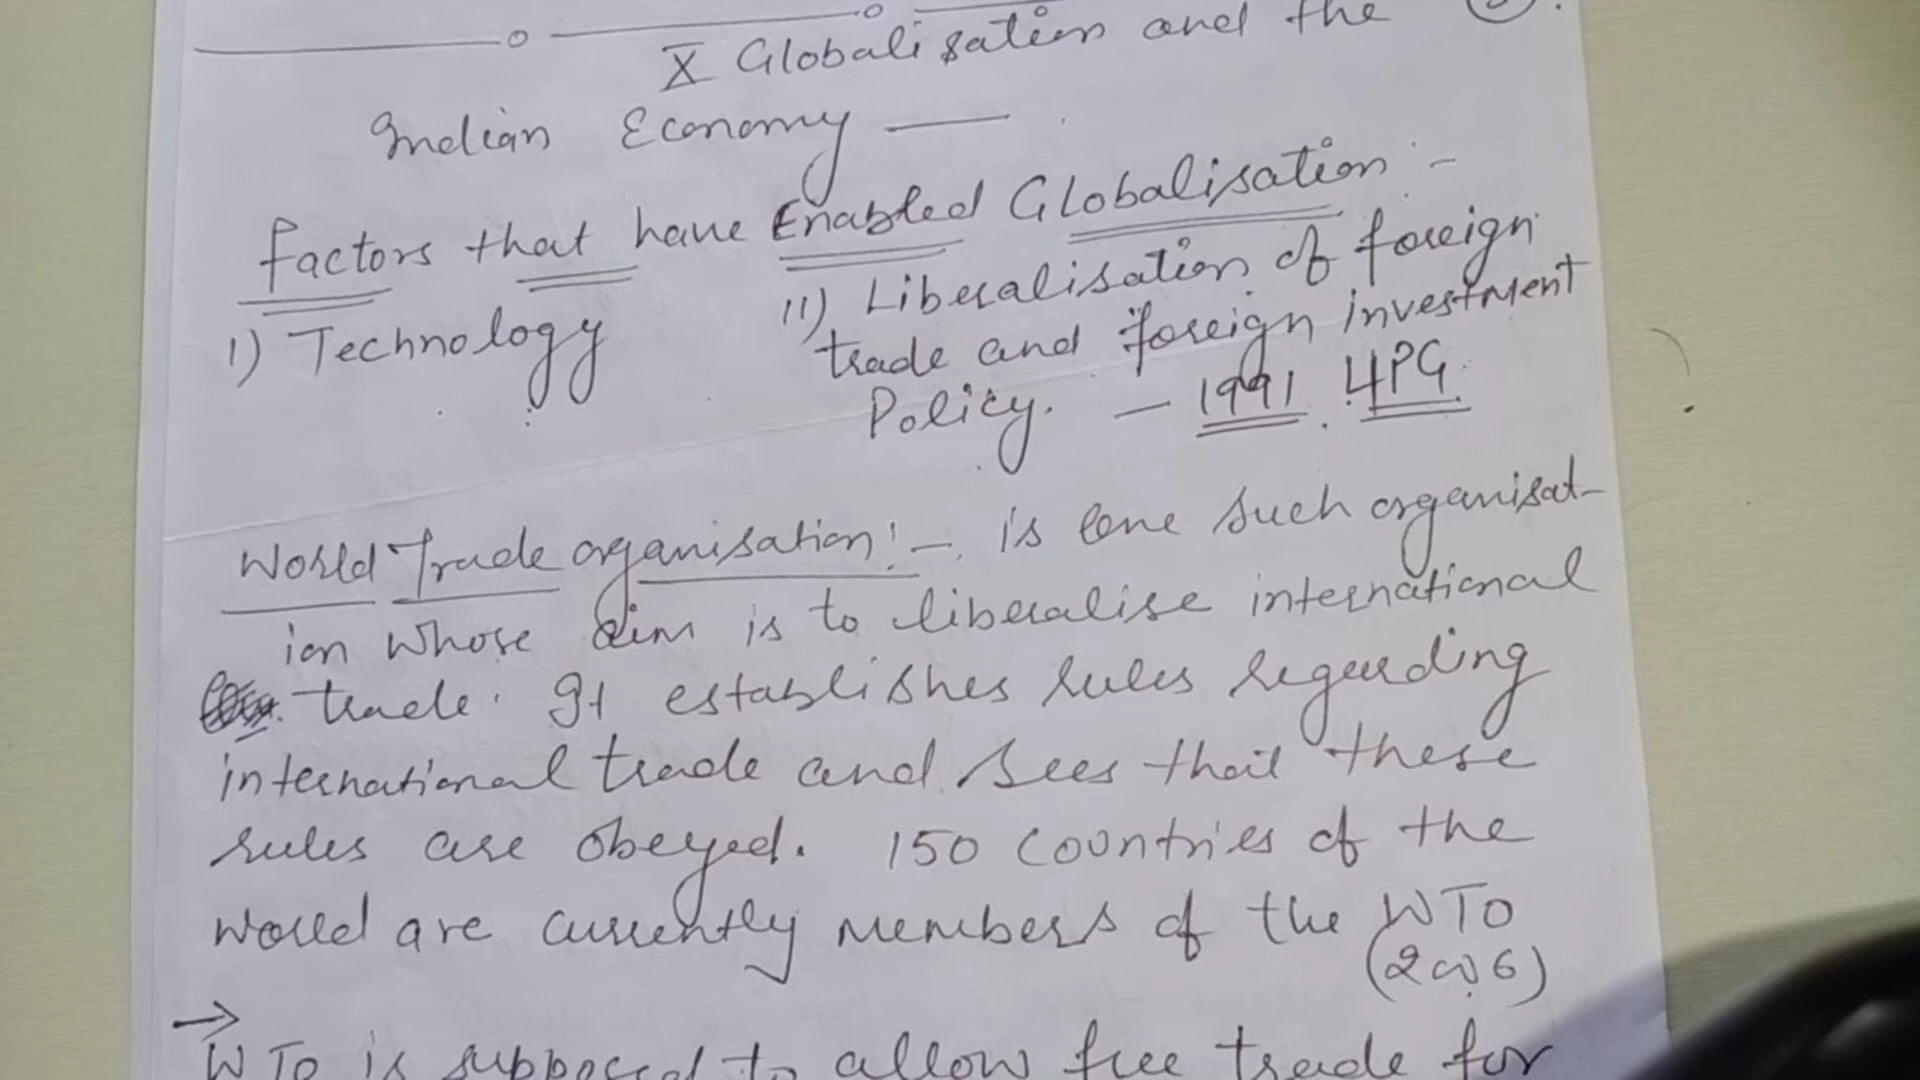 X Globalisation and the
Indian Economy —
factors that have Enabled Globalisation :-
1) Technology
11) Liberalisation of foreign
trade and foreign investment
Policy. — 1991. LPG.
World Trade organisation :- is one such organisat-
ion whose aim is to liberalise international
trade. It establishes rules regarding
international trade and sees that these
rules are obeyed. 150 countries of the
world are currently members of the WTO
(2006)
→
WTO is supposed to allow free trade for